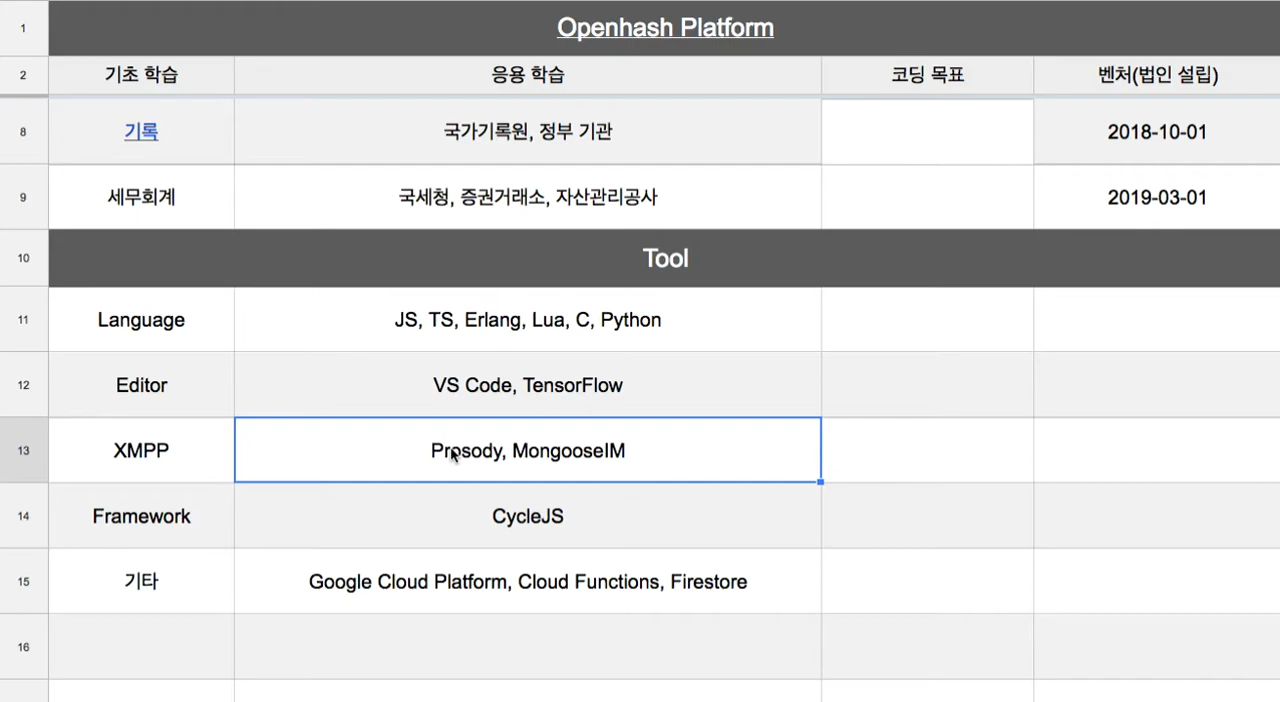 1 Openhash Platform
2 기초 학습 응용 학습 코딩 목표 벤처(법인 설립)
8 기록 국가기록원, 정부 기관 2018-10-01
9 세무회계 국세청, 증권거래소, 자산관리공사 2019-03-01
10 Tool
11 Language JS, TS, Erlang, Lua, C, Python
12 Editor VS Code, TensorFlow
13 XMPP Prosody, MongooseIM
14 Framework CycleJS
15 기타 Google Cloud Platform, Cloud Functions, Firestore
16